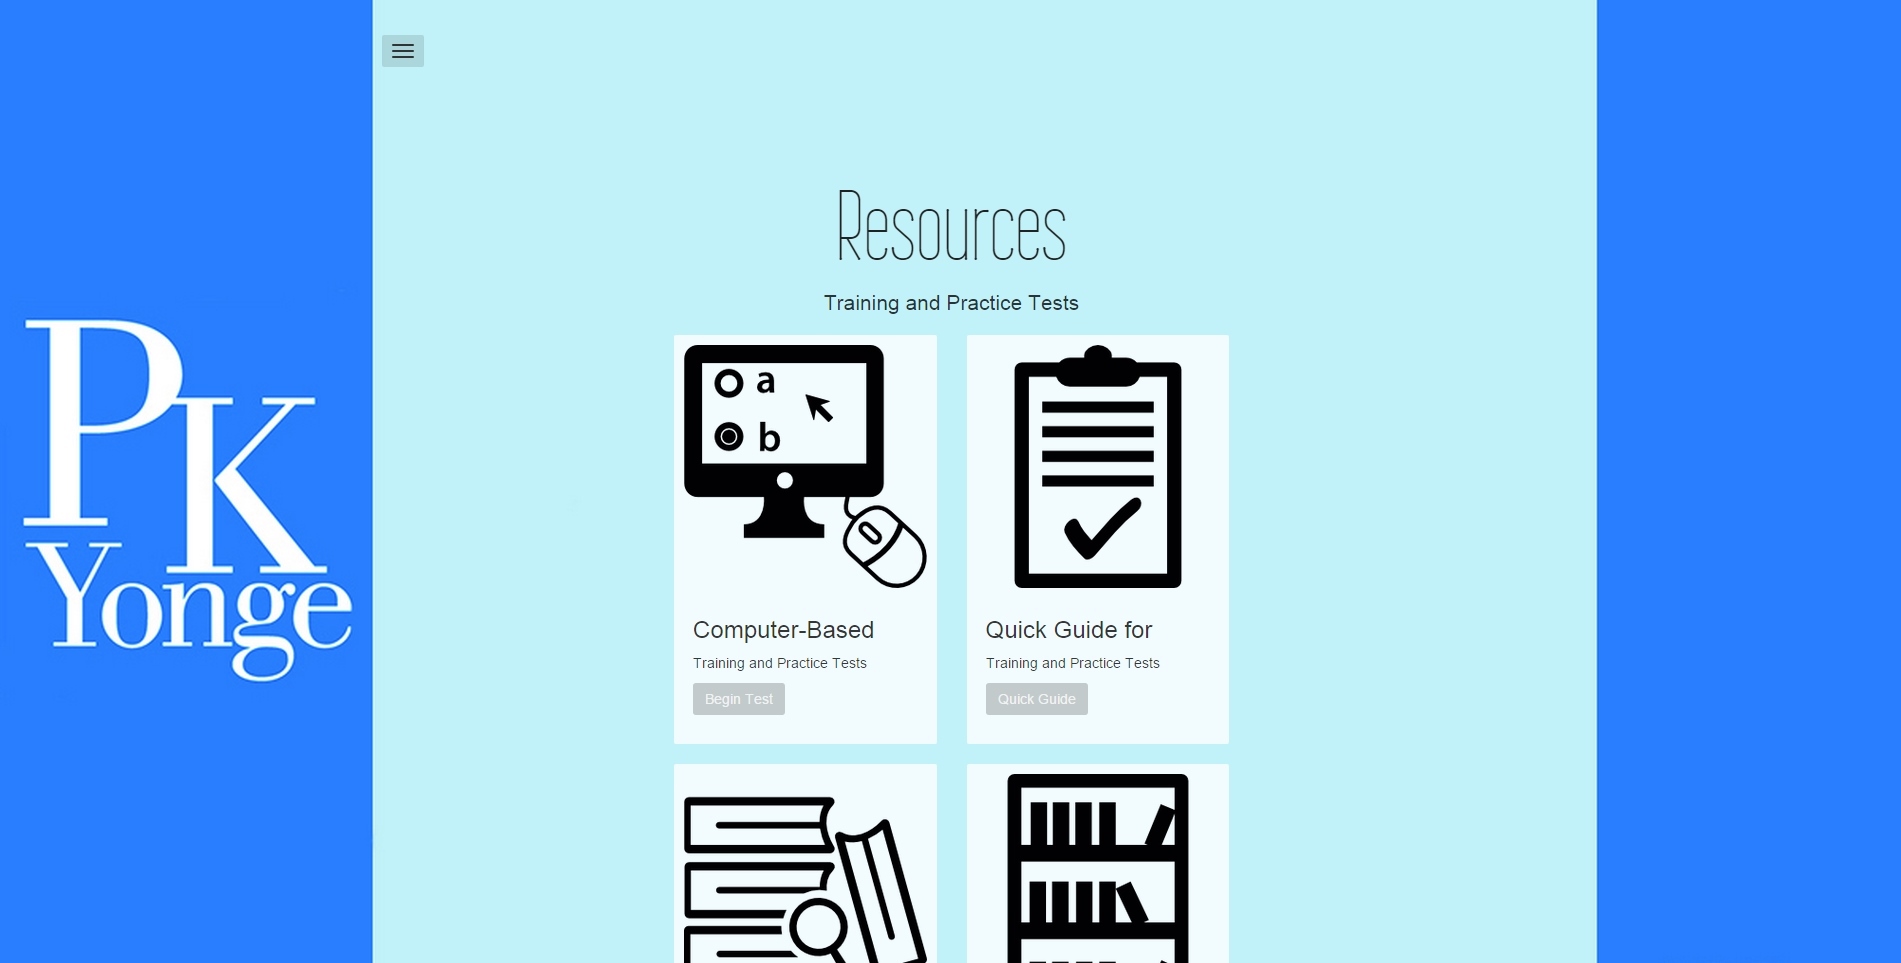 PK
Yonge
Resources
Training and Practice Tests
a
b
Computer-Based
Training and Practice Tests
Begin Test
Quick Guide for
Training and Practice Tests
Quick Guide